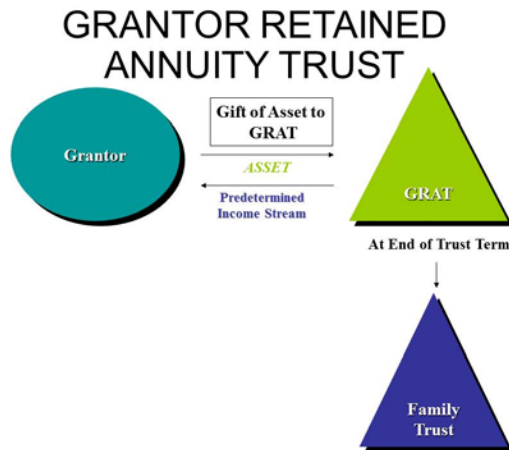 GRANTOR RETAINED
ANNUITY TRUST
Gift of Asset to
GRAT
Grantor
ASSET
Predetermined
Income Stream
GRAT
At End of Trust Term
Family
Trust